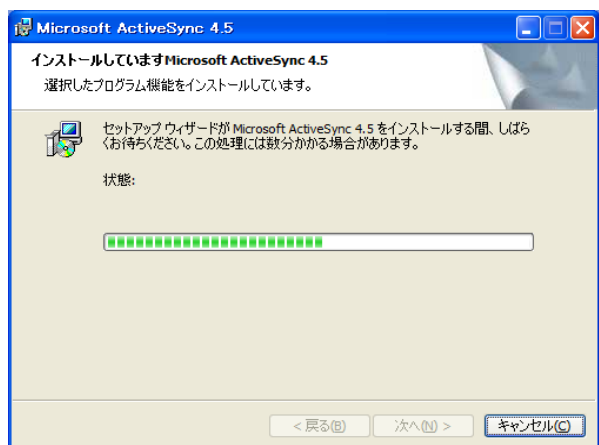 Microsoft ActiveSync 4.5
インストールしていますMicrosoft ActiveSync 4.5
選択したプログラム機能をインストールしています。
セットアップ ウィザードが Microsoft ActiveSync 4.5 をインストールする間、しばら
くお待ちください。この処理には数分かかる場合があります。
状態:
< 戻る(B) 次へ(N) > キャンセル(C)